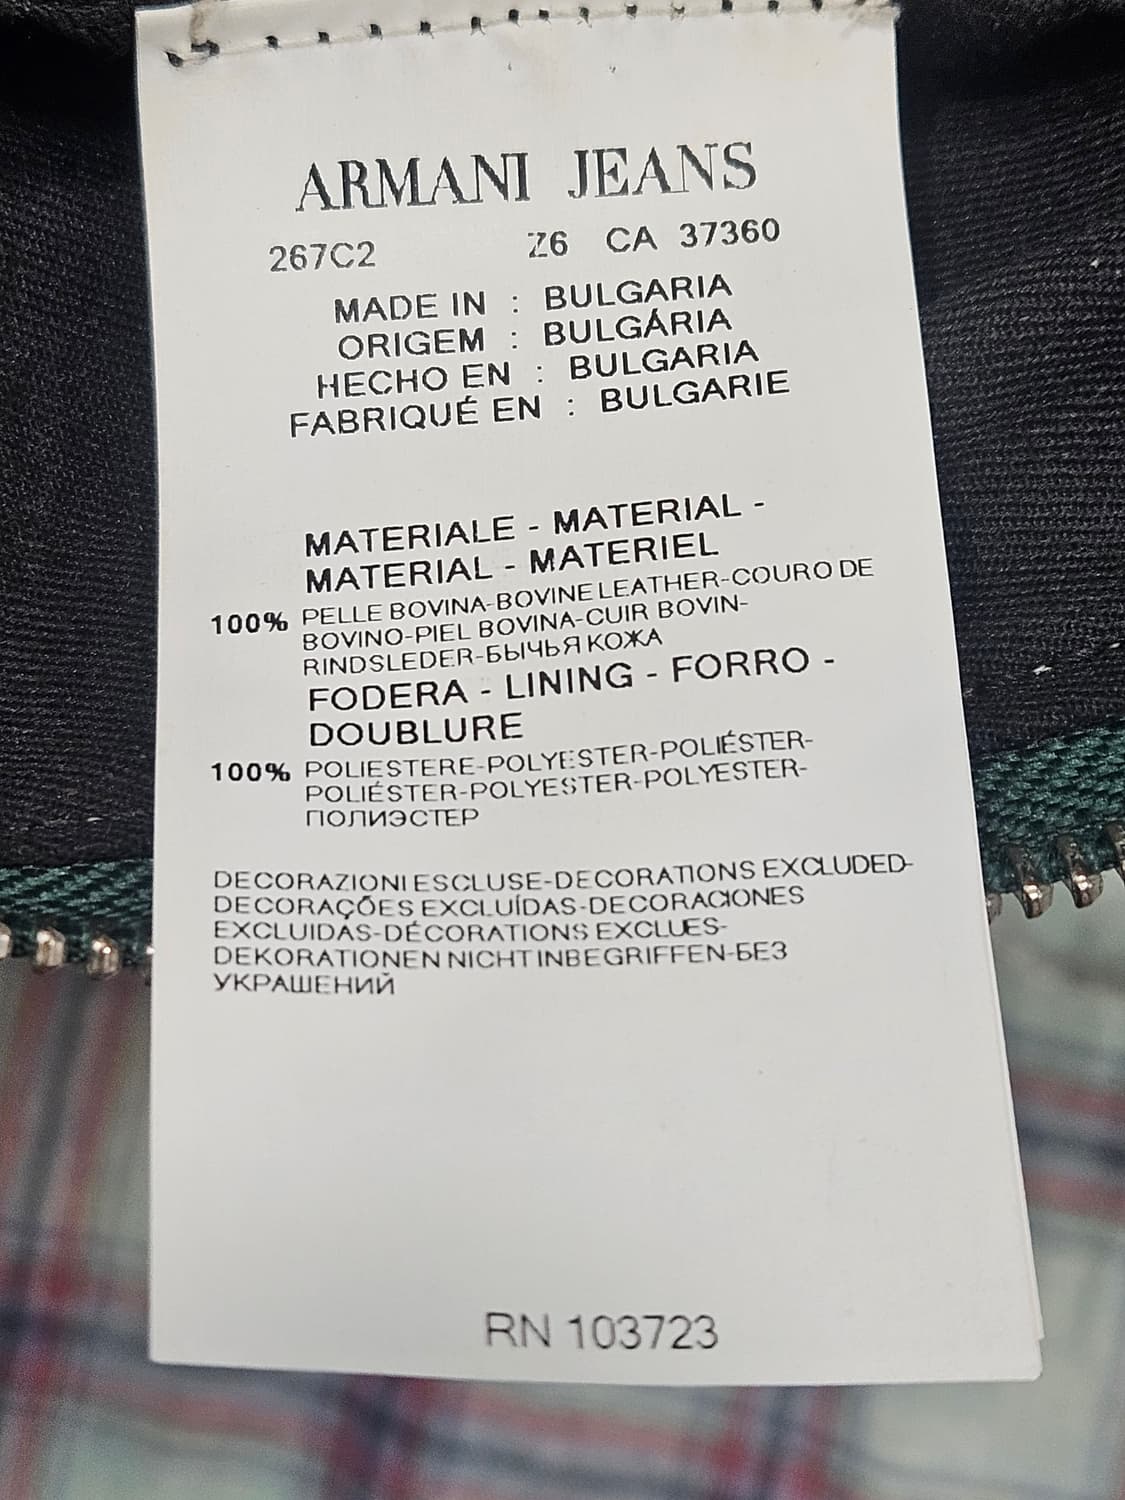 ARMANI JEANS
267C2 Z6 CA 37360
MADE IN : BULGARIA
ORIGEM : BULGÁRIA
HECHO EN : BULGARIA
FABRIQUÉ EN : BULGARIE
MATERIALE - MATERIAL -
MATERIAL - MATERIEL
100% PELLE BOVINA-BOVINE LEATHER-COURO DE
BOVINO-PIEL BOVINA-CUIR BOVIN-
RINDSLEDER-БЫЧЬЯ КОЖА
FODERA - LINING - FORRO -
DOUBLURE
100% POLIESTERE-POLYESTER-POLIÉSTER-
POLIÉSTER-POLYESTER-POLYESTER-
ПОЛИЭСТЕР
DECORAZIONI ESCLUSE-DECORATIONS EXCLUDED-
DECORAÇÕES EXCLUÍDAS-DECORACIONES
EXCLUIDAS-DÉCORATIONS EXCLUES-
DEKORATIONEN NICHT INBEGRIFFEN-БЕЗ
УКРАШЕНИЙ
RN 103723